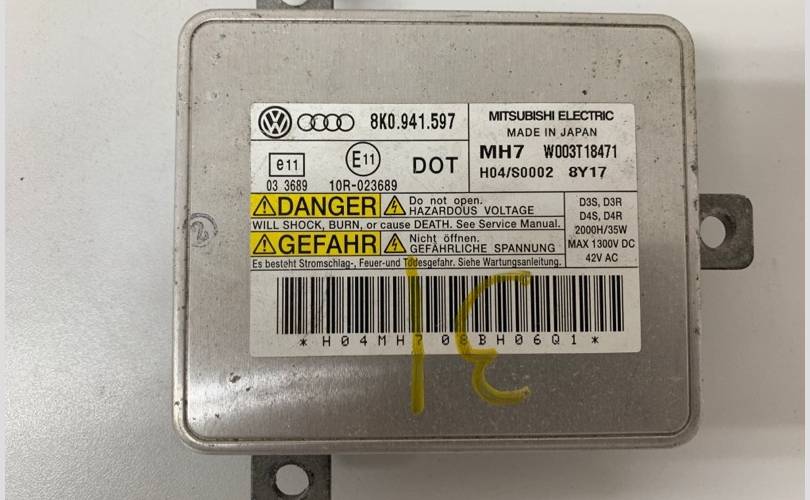 8K0.941.597
MITSUBISHI ELECTRIC
MADE IN JAPAN
MH7 W003T18471
H04/S0002 8Y17
e11
03 3689
E11
10R-023689
DOT
DANGER
Do not open.
HAZARDOUS VOLTAGE
WILL SHOCK, BURN, or cause DEATH. See Service Manual.
GEFAHR
Nicht öffnen.
GEFÄHRLICHE SPANNUNG
Es besteht Stromschlag-, Feuer-und Todesgefahr. Siehe Wartungsanleitung.
D3S, D3R
D4S, D4R
2000H/35W
MAX 1300V DC
42V AC
*H04MH708BH06Q1*
2